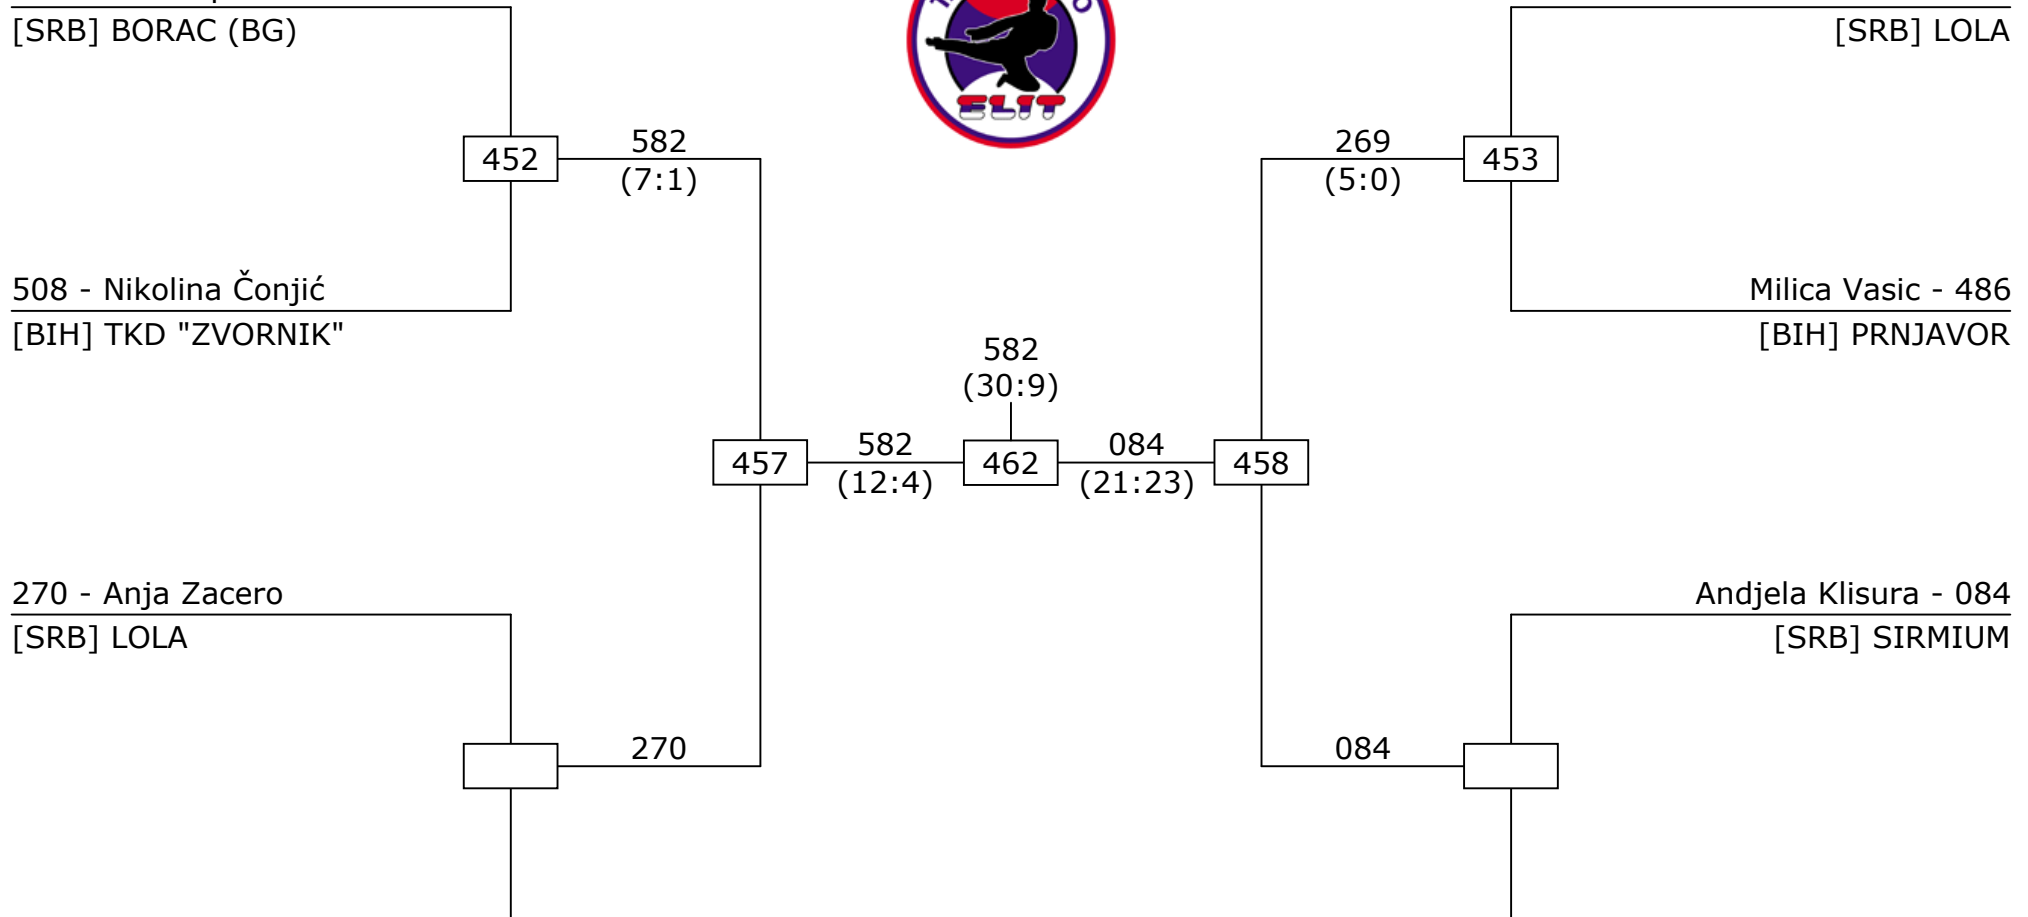 [SRB] BORAC (BG)
[SRB] LOLA
ELIT
452
582
(7:1)
269
(5:0)
453
508 - Nikolina Čonjić
[BIH] TKD "ZVORNIK"
Milica Vasic - 486
[BIH] PRNJAVOR
582
(30:9)
457
582
(12:4)
462
084
(21:23)
458
270 - Anja Zacero
[SRB] LOLA
Andjela Klisura - 084
[SRB] SIRMIUM
270
084